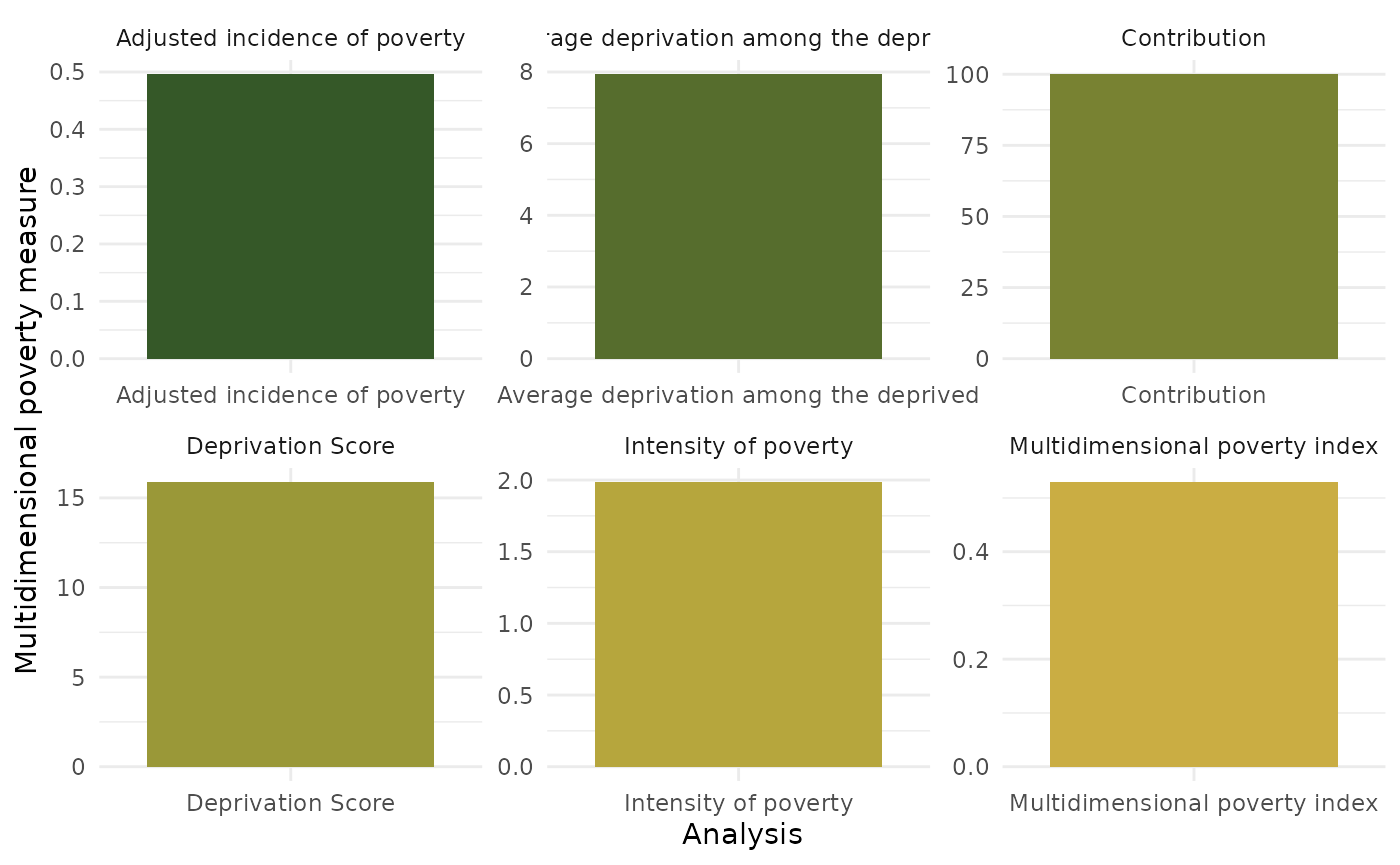 Adjusted incidence of poverty
rage deprivation among the depr
Contribution
0.5
0.4
0.3
0.2
0.1
0.0
8
6
4
2
0
100
75
50
25
0
Adjusted incidence of poverty
Average deprivation among the deprived
Contribution
Multidimensional poverty measure
Deprivation Score
Intensity of poverty
Multidimensional poverty index
15
10
5
0
2.0
1.5
1.0
0.5
0.0
0.4
0.2
0.0
Deprivation Score
Intensity of poverty
Multidimensional poverty index
Analysis